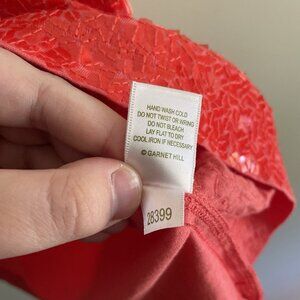 HAND WASH COLD
DO NOT TWIST OR WRING
DO NOT BLEACH
LAY FLAT TO DRY
COOL IRON IF NECESSARY
© GARNET HILL
28399